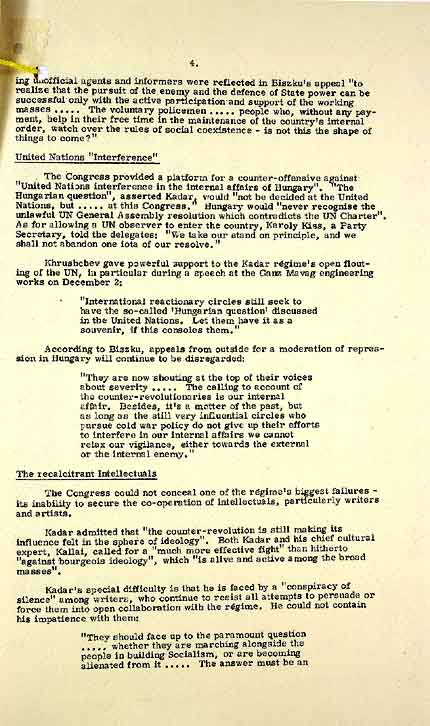 4.
ing unofficial agents and informers were reflected in Biszku's appeal "to
realize that the pursuit of the enemy and the defence of State power can be
successful only with the active participation and support of the working
masses ..... The voluntary policemen ..... people who, without any pay-
ment, help in their free time in the maintenance of the country's internal
order, watch over the rules of social coexistence - is not this the shape of
things to come?"
United Nations "Interference"
The Congress provided a platform for a counter-offensive against
"United Nations interference in the internal affairs of Hungary". "The
Hungarian question", asserted Kadar, would "not be decided at the United
Nations, but ..... at this Congress." Hungary would "never recognise the
unlawful UN General Assembly resolution which contradicts the UN Charter".
As for allowing a UN observer to enter the country, Karoly Kiss, a Party
Secretary, told the delegates: "We take our stand on principle, and we
shall not abandon one iota of our resolve."
Khrushchev gave powerful support to the Kadar régime's open flout-
ing of the UN, in particular during a speech at the Ganz Mavag engineering
works on December 2:
"International reactionary circles still seek to
have the so-called 'Hungarian question' discussed
in the United Nations. Let them have it as a
souvenir, if this consoles them."
According to Biszku, appeals from outside for a moderation of repres-
sion in Hungary will continue to be disregarded:
"They are now shouting at the top of their voices
about severity ..... The calling to account of
the counter-revolutionaries is our internal
affair. Besides, it's a matter of the past, but
as long as the still very influential circles who
pursue cold war policy do not give up their efforts
to interfere in our internal affairs we cannot
relax our vigilance, either towards the external
or the internal enemy."
The recalcitrant Intellectuals
The Congress could not conceal one of the régime's biggest failures -
its inability to secure the co-operation of intellectuals, particularly writers
and artists.
Kadar admitted that "the counter-revolution is still making its
influence felt in the sphere of ideology". Both Kadar and his chief cultural
expert, Kallai, called for a "much more effective fight" than hitherto
"against bourgeois ideology", which "is alive and active among the broad
masses".
Kadar's special difficulty is that he is faced by a "conspiracy of
silence" among writers, who continue to resist all attempts to persuade or
force them into open collaboration with the régime. He could not contain
his impatience with them:
"They should face up to the paramount question
..... whether they are marching alongside the
people in building Socialism, or are becoming
alienated from it ..... The answer must be an